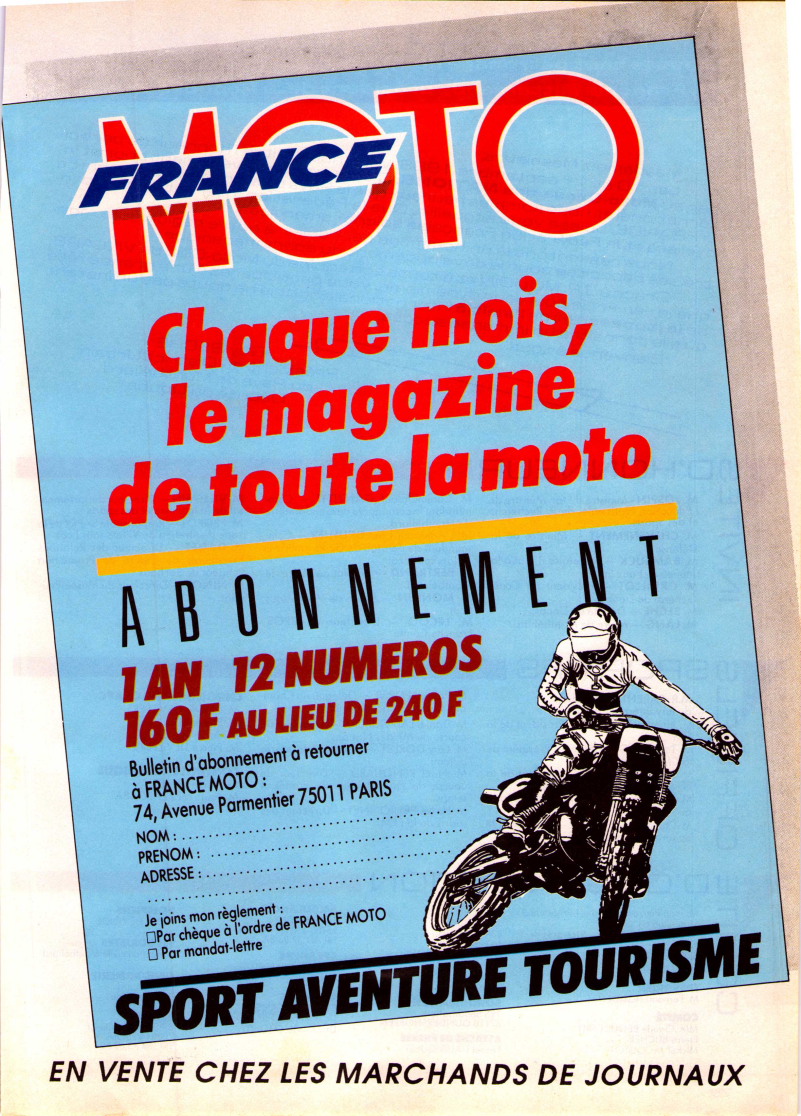 FRANCE
MOTO
Chaque mois,
le magazine
de toute la moto
ABONNEMENT
1 AN 12 NUMEROS
160 F AU LIEU DE 240 F
Bulletin d'abonnement à retourner
à FRANCE MOTO :
74, Avenue Parmentier 75011 PARIS
NOM :
PRENOM :
ADRESSE :
Je joins mon règlement :
□Par chèque à l'ordre de FRANCE MOTO
□ Par mandat-lettre
SPORT AVENTURE TOURISME
EN VENTE CHEZ LES MARCHANDS DE JOURNAUX